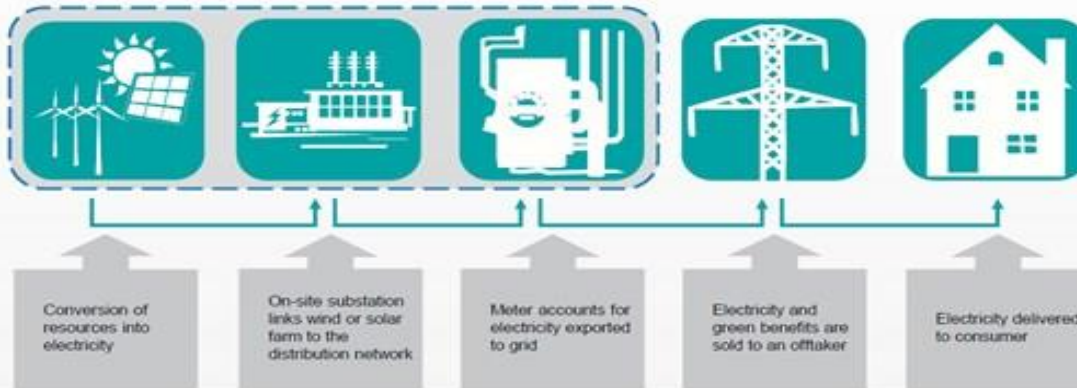 Conversion of
resources into
electricity
On-site substation
links wind or solar
farm to the
distribution network
Meter accounts for
electricity exported
to grid
Electricity and
green benefits are
sold to an offtaker
Electricity delivered
to consumer